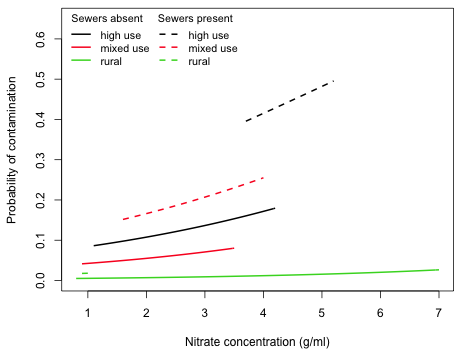 Sewers absent Sewers present
high use high use
mixed use mixed use
rural rural
Probability of contamination
0.6
0.5
0.4
0.3
0.2
0.1
0.0
1 2 3 4 5 6 7
Nitrate concentration (g/ml)